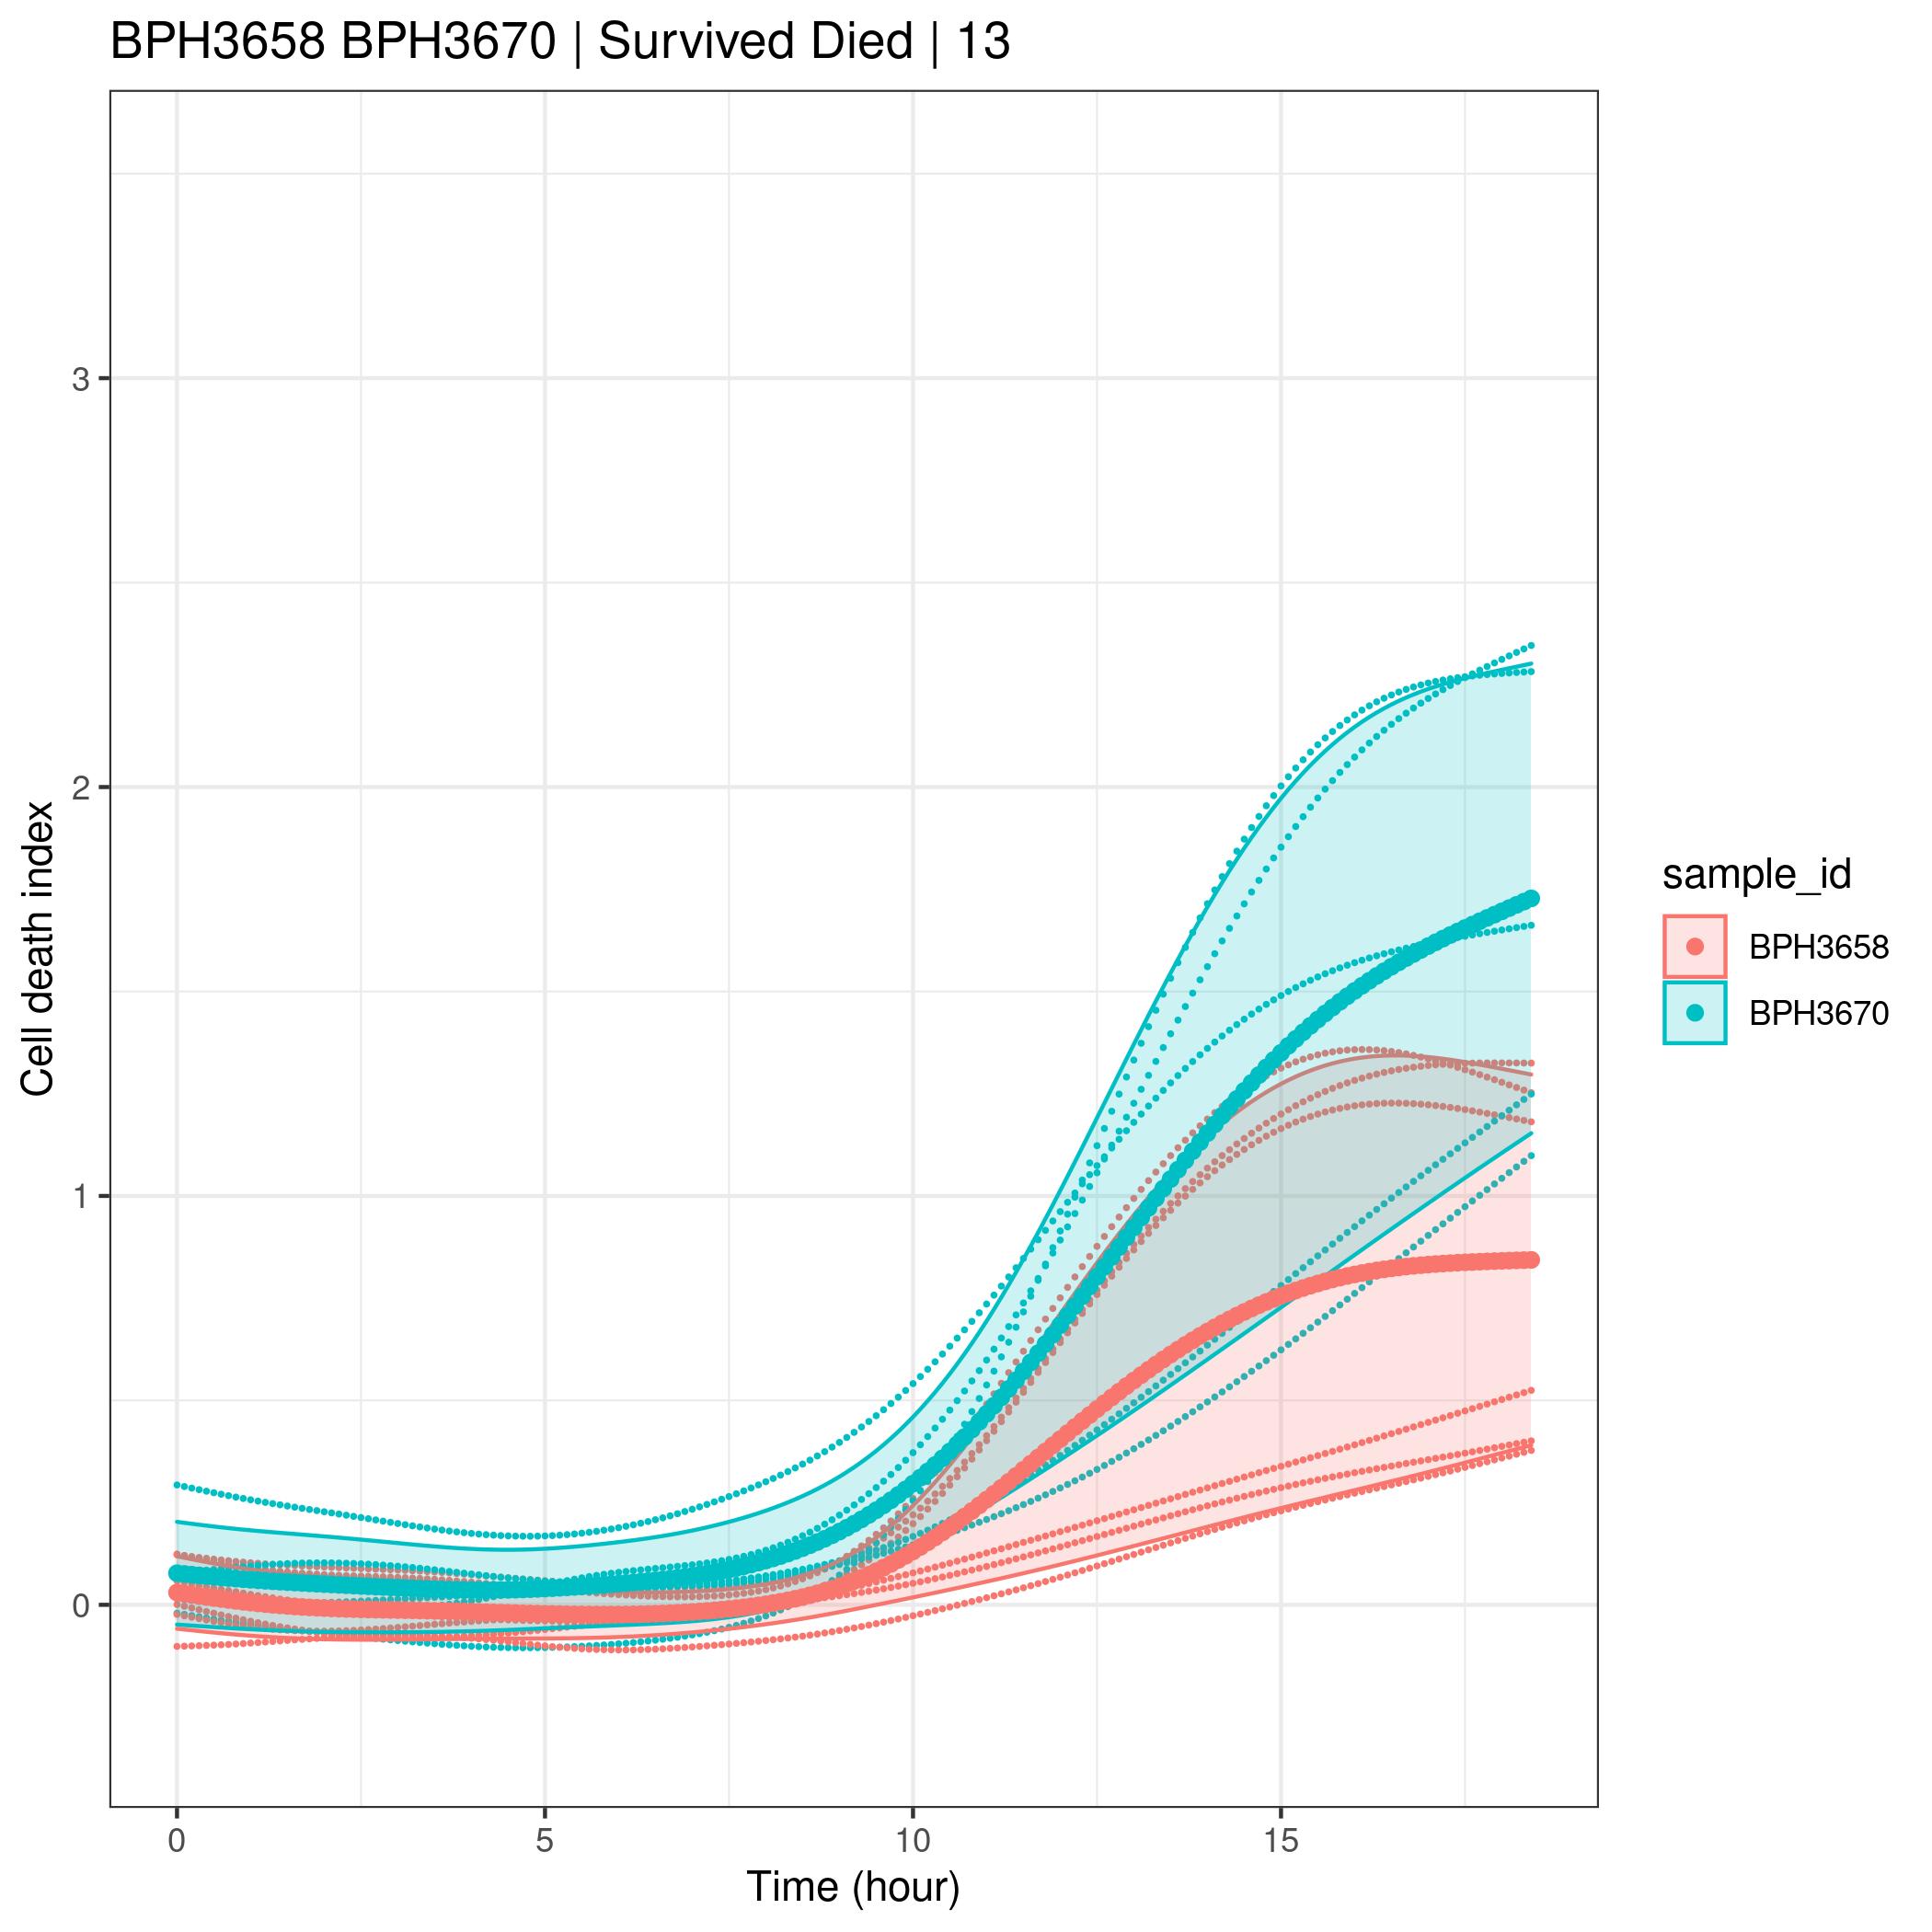 BPH3658 BPH3670 | Survived Died | 13
3
2
1
0
Cell death index
0 5 10 15
Time (hour)
sample_id
BPH3658
BPH3670